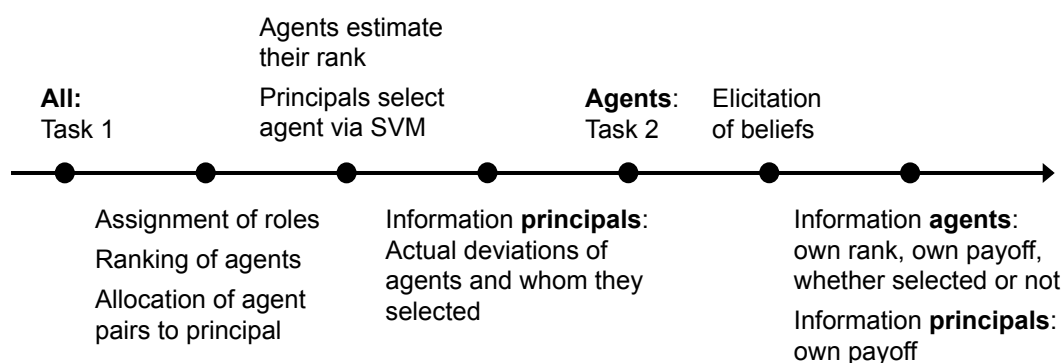 Agents estimate
their rank
Principals select
agent via SVM
All:
Task 1
Agents:
Task 2
Elicitation
of beliefs
Assignment of roles
Ranking of agents
Allocation of agent
pairs to principal
Information principals:
Actual deviations of
agents and whom they
selected
Information agents:
own rank, own payoff,
whether selected or not
Information principals:
own payoff